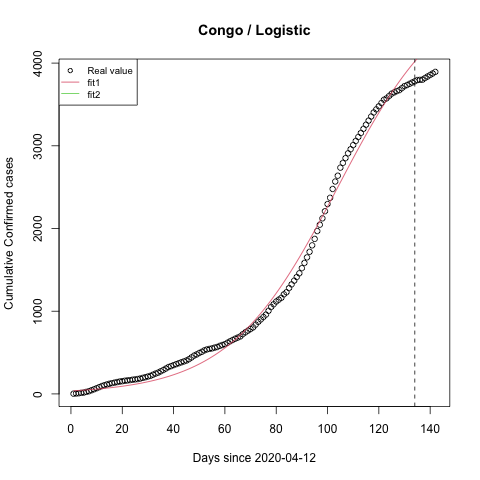 Congo / Logistic
Real value
fit1
fit2
Cumulative Confirmed cases
0
1000
2000
3000
4000
0 20 40 60 80 100 120 140
Days since 2020-04-12